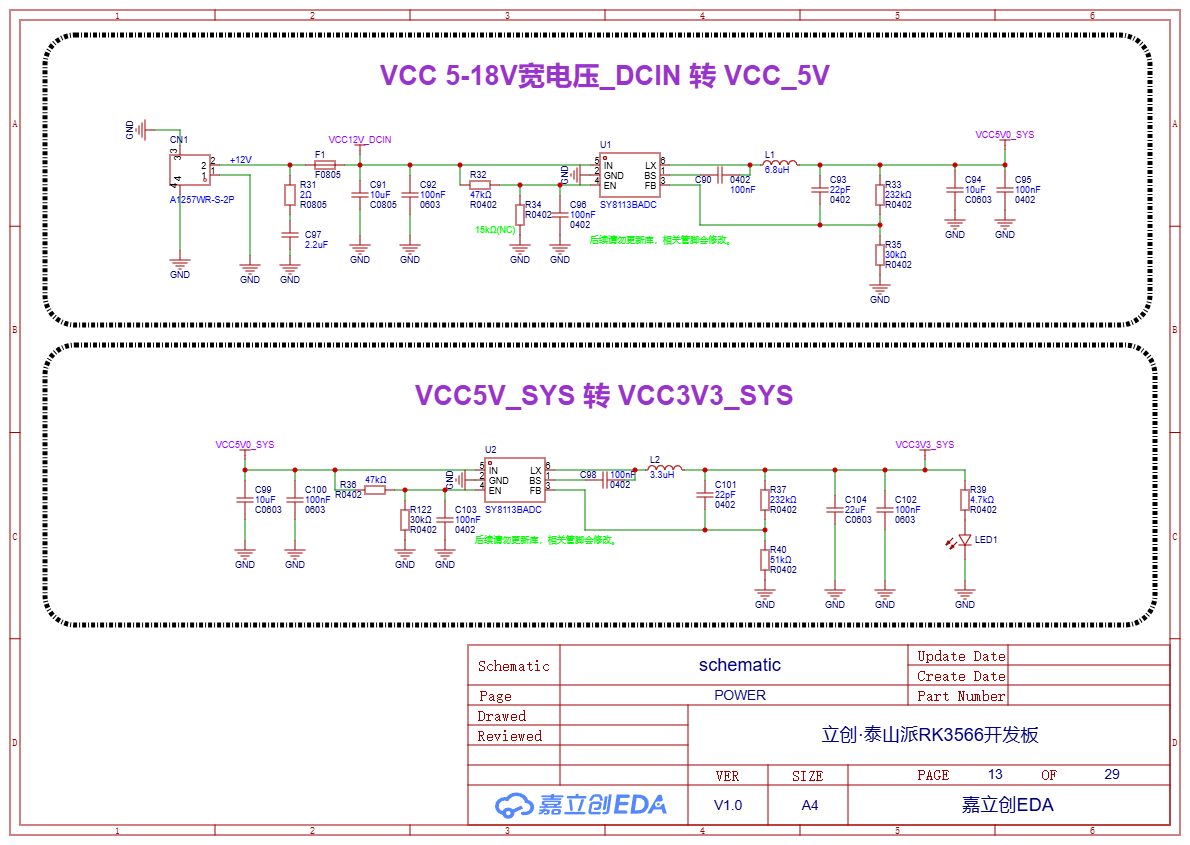 1 2 3 4 5 6
A A
B B
C C
D D
VCC 5-18V宽电压_DCIN 转 VCC_5V
GND
CN1
3
3
4
4
2
1
2
1
A1257WR-S-2P
GND
GND
+12V
R31
2Ω
R0805
C97
2.2uF
GND
F1
F0805
VCC12V_DCIN
C91
10uF
C0805
GND
C92
100nF
0603
GND
R32
47kΩ
R0402
R34
R0402
15kΩ(NC)
GND
C96
100nF
0402
GND
GND
U1
5
2
4
IN
GND
EN
LX
BS
FB
6
1
3
SY8113BADC
后续请勿更新库，相关管脚会修改。
C90
0402
100nF
L1
6.8uH
C93
22pF
0402
R33
232kΩ
R0402
R35
30kΩ
R0402
GND
VCC5V0_SYS
C94
10uF
C0603
GND
C95
100nF
0402
GND
VCC5V_SYS 转 VCC3V3_SYS
VCC5V0_SYS
C99
10uF
C0603
GND
C100
100nF
0603
GND
R36
R0402
47kΩ
R122
30kΩ
R0402
GND
C103
100nF
0402
GND
GND
U2
5
2
4
IN
GND
EN
LX
BS
FB
6
1
3
SY8113BADC
后续请勿更新库，相关管脚会修改。
C98
100nF
0402
L2
3.3uH
C101
22pF
0402
R37
232kΩ
R0402
R40
51kΩ
R0402
GND
C104
22uF
C0603
GND
C102
100nF
0603
GND
VCC3V3_SYS
R39
4.7kΩ
R0402
LED1
GND
Schematic schematic Update Date
Create Date
Page POWER Part Number
Drawed
Reviewed
立创·泰山派RK3566开发板
VER SIZE PAGE 13 OF 29
嘉立创EDA V1.0 A4 嘉立创EDA
1 2 3 4 5 6